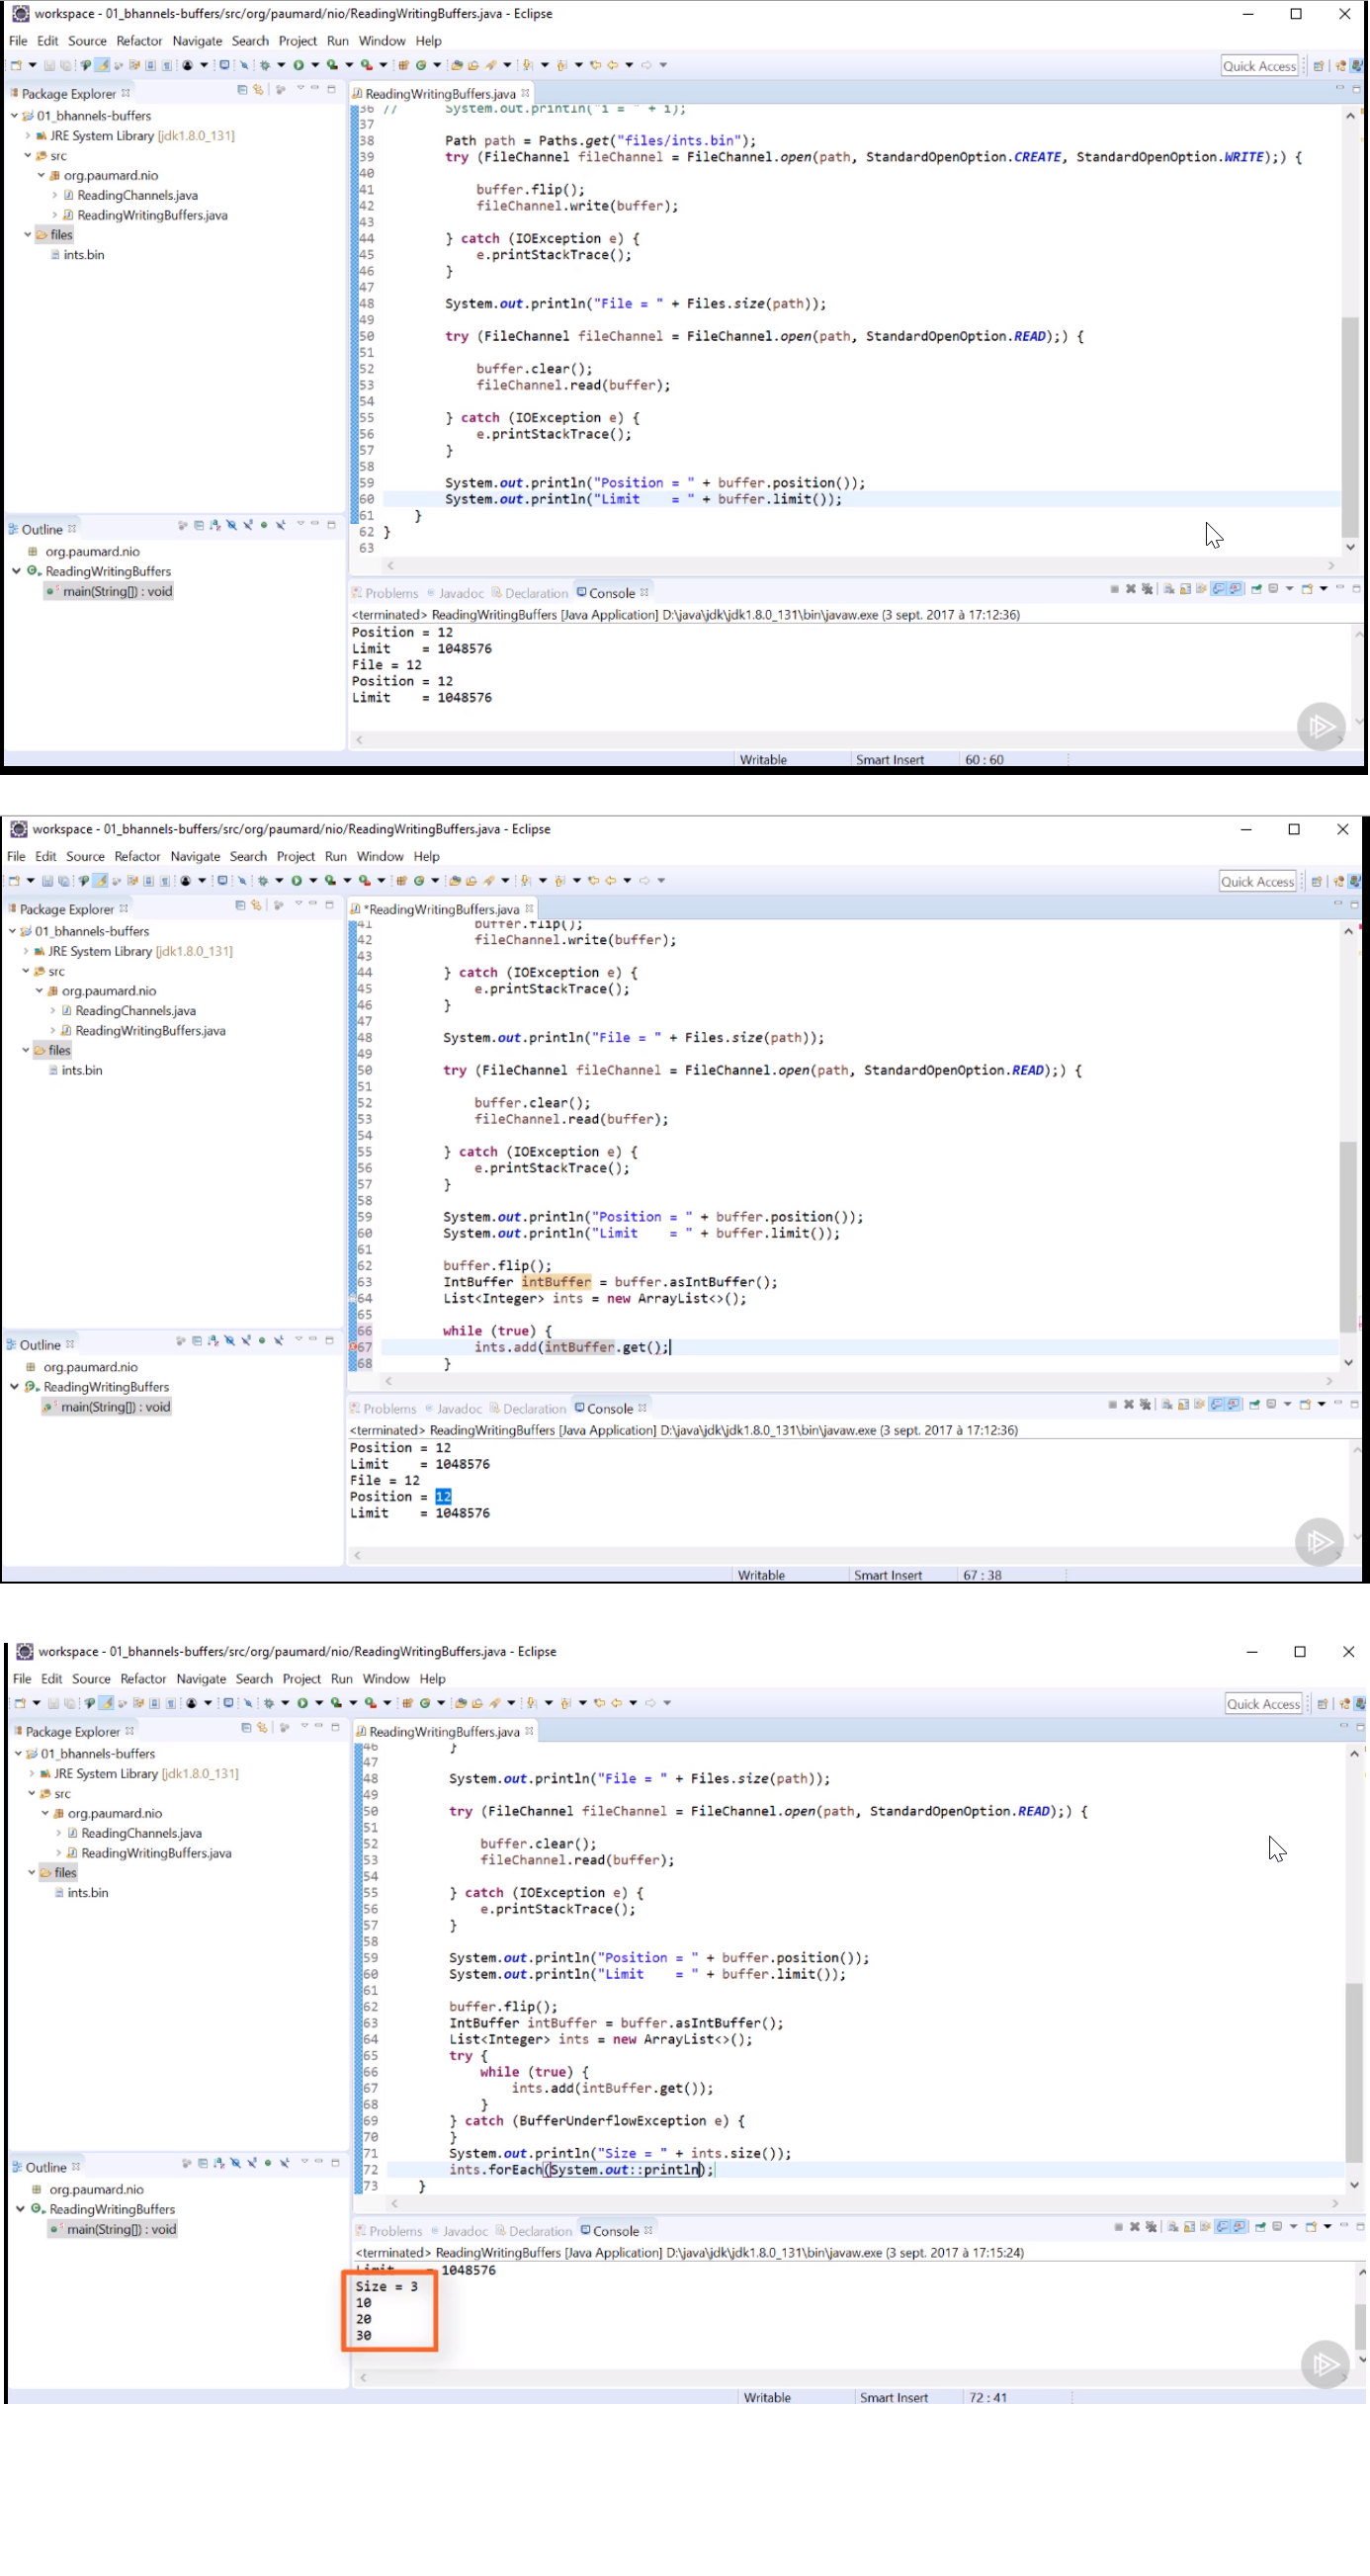 workspace - 01_bhannels-buffers/src/org/paumard/nio/ReadingWritingBuffers.java - Eclipse
File Edit Source Refactor Navigate Search Project Run Window Help
Quick Access
Package Explorer
01_bhannels-buffers
JRE System Library [jdk1.8.0_131]
src
org.paumard.nio
ReadingChannels.java
ReadingWritingBuffers.java
files
ints.bin
Outline
org.paumard.nio
ReadingWritingBuffers
main(String[]) : void
ReadingWritingBuffers.java
36 // System.out.println("i = " + i);
37
38 Path path = Paths.get("files/ints.bin");
39 try (FileChannel fileChannel = FileChannel.open(path, StandardOpenOption.CREATE, StandardOpenOption.WRITE);) {
40
41 buffer.flip();
42 fileChannel.write(buffer);
43
44 } catch (IOException e) {
45 e.printStackTrace();
46 }
47
48 System.out.println("File = " + Files.size(path));
49
50 try (FileChannel fileChannel = FileChannel.open(path, StandardOpenOption.READ);) {
51
52 buffer.clear();
53 fileChannel.read(buffer);
54
55 } catch (IOException e) {
56 e.printStackTrace();
57 }
58
59 System.out.println("Position = " + buffer.position());
60 System.out.println("Limit    = " + buffer.limit());
61 }
62 }
63
Problems Javadoc Declaration Console
<terminated> ReadingWritingBuffers [Java Application] D:\java\jdk\jdk1.8.0_131\bin\javaw.exe (3 sept. 2017 à 17:12:36)
Position = 12
Limit    = 1048576
File = 12
Position = 12
Limit    = 1048576
Writable Smart Insert 60 : 60
workspace - 01_bhannels-buffers/src/org/paumard/nio/ReadingWritingBuffers.java - Eclipse
File Edit Source Refactor Navigate Search Project Run Window Help
Quick Access
Package Explorer
01_bhannels-buffers
JRE System Library [jdk1.8.0_131]
src
org.paumard.nio
ReadingChannels.java
ReadingWritingBuffers.java
files
ints.bin
Outline
org.paumard.nio
ReadingWritingBuffers
main(String[]) : void
*ReadingWritingBuffers.java
41 buffer.flip();
42 fileChannel.write(buffer);
43
44 } catch (IOException e) {
45 e.printStackTrace();
46 }
47
48 System.out.println("File = " + Files.size(path));
49
50 try (FileChannel fileChannel = FileChannel.open(path, StandardOpenOption.READ);) {
51
52 buffer.clear();
53 fileChannel.read(buffer);
54
55 } catch (IOException e) {
56 e.printStackTrace();
57 }
58
59 System.out.println("Position = " + buffer.position());
60 System.out.println("Limit    = " + buffer.limit());
61
62 buffer.flip();
63 IntBuffer intBuffer = buffer.asIntBuffer();
64 List<Integer> ints = new ArrayList<>();
65
66 while (true) {
67 ints.add(intBuffer.get();
68 }
Problems Javadoc Declaration Console
<terminated> ReadingWritingBuffers [Java Application] D:\java\jdk\jdk1.8.0_131\bin\javaw.exe (3 sept. 2017 à 17:12:36)
Position = 12
Limit    = 1048576
File = 12
Position = 12
Limit    = 1048576
Writable Smart Insert 67 : 38
workspace - 01_bhannels-buffers/src/org/paumard/nio/ReadingWritingBuffers.java - Eclipse
File Edit Source Refactor Navigate Search Project Run Window Help
Quick Access
Package Explorer
01_bhannels-buffers
JRE System Library [jdk1.8.0_131]
src
org.paumard.nio
ReadingChannels.java
ReadingWritingBuffers.java
files
ints.bin
Outline
org.paumard.nio
ReadingWritingBuffers
main(String[]) : void
ReadingWritingBuffers.java
46 }
47
48 System.out.println("File = " + Files.size(path));
49
50 try (FileChannel fileChannel = FileChannel.open(path, StandardOpenOption.READ);) {
51
52 buffer.clear();
53 fileChannel.read(buffer);
54
55 } catch (IOException e) {
56 e.printStackTrace();
57 }
58
59 System.out.println("Position = " + buffer.position());
60 System.out.println("Limit    = " + buffer.limit());
61
62 buffer.flip();
63 IntBuffer intBuffer = buffer.asIntBuffer();
64 List<Integer> ints = new ArrayList<>();
65 try {
66 while (true) {
67 ints.add(intBuffer.get());
68 }
69 } catch (BufferUnderflowException e) {
70 }
71 System.out.println("Size = " + ints.size());
72 ints.forEach(System.out::println);
73 }
Problems Javadoc Declaration Console
<terminated> ReadingWritingBuffers [Java Application] D:\java\jdk\jdk1.8.0_131\bin\javaw.exe (3 sept. 2017 à 17:15:24)
Limit    = 1048576
Size = 3
10
20
30
Writable Smart Insert 72 : 41